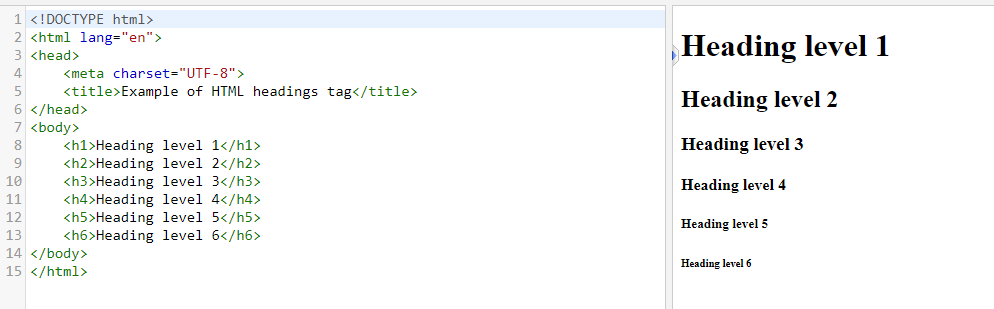 1 <!DOCTYPE html>
2 <html lang="en">
3 <head>
4     <meta charset="UTF-8">
5     <title>Example of HTML headings tag</title>
6 </head>
7 <body>
8     <h1>Heading level 1</h1>
9     <h2>Heading level 2</h2>
10     <h3>Heading level 3</h3>
11     <h4>Heading level 4</h4>
12     <h5>Heading level 5</h5>
13     <h6>Heading level 6</h6>
14 </body>
15 </html>
Heading level 1
Heading level 2
Heading level 3
Heading level 4
Heading level 5
Heading level 6